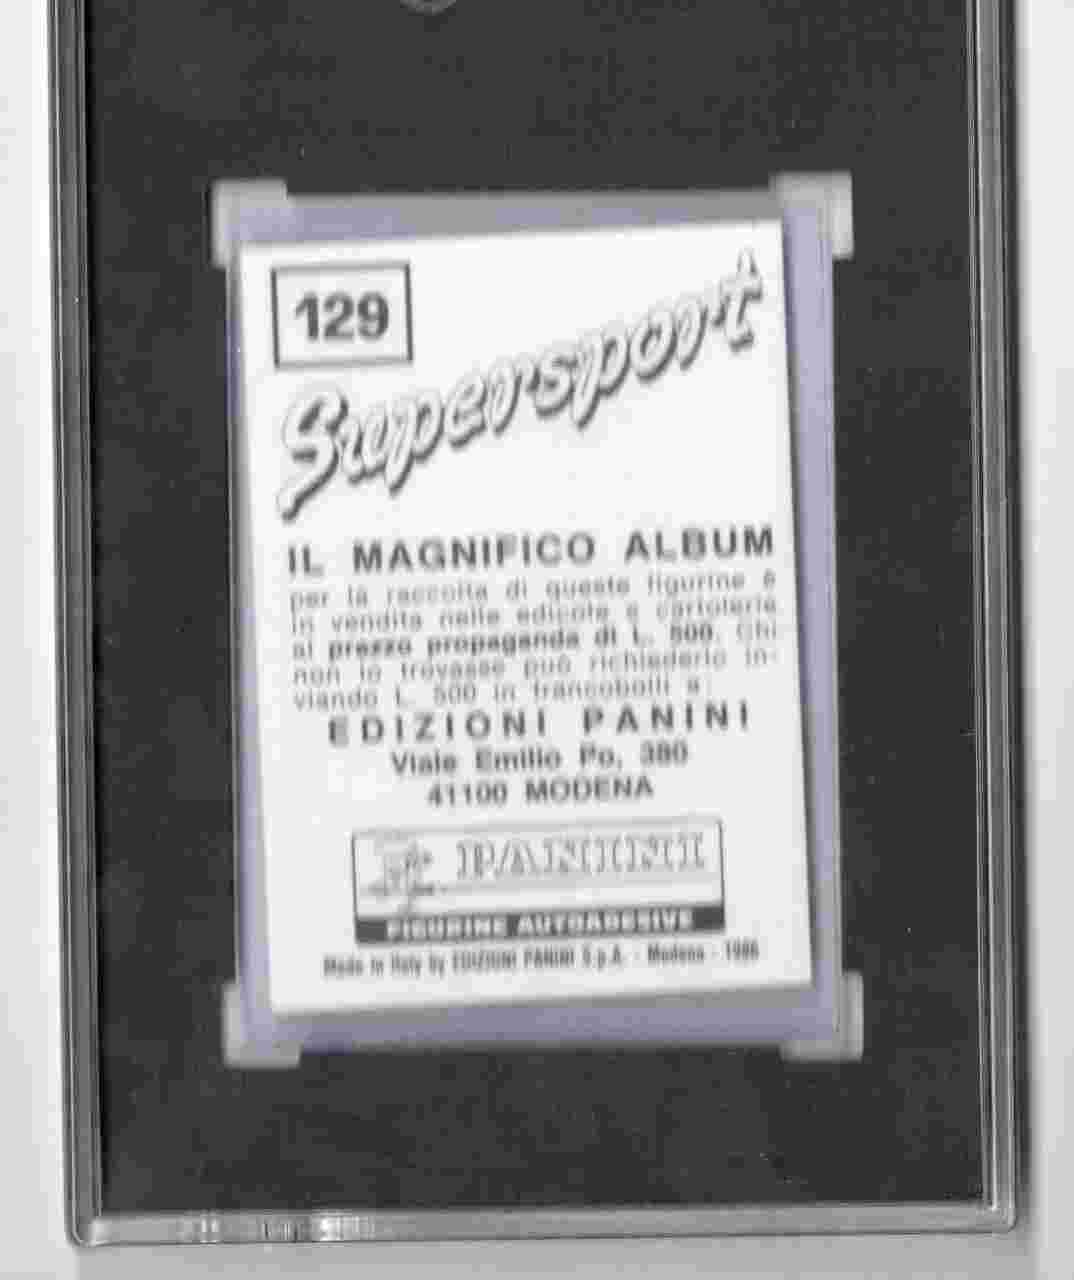 129
Supersport
IL MAGNIFICO ALBUM
per la raccolta di queste figurine è
in vendita nelle edicole e cartolerie
al prezzo propaganda di L. 500. Chi
non lo trovasse può richiederlo in-
viando L. 500 in francobolli a
EDIZIONI PANINI
Viale Emilio Po, 380
41100 MODENA
PANINI
FIGURINE AUTOADESIVE
Made in Italy by EDIZIONI PANINI S.p.A. - Modena - 1986